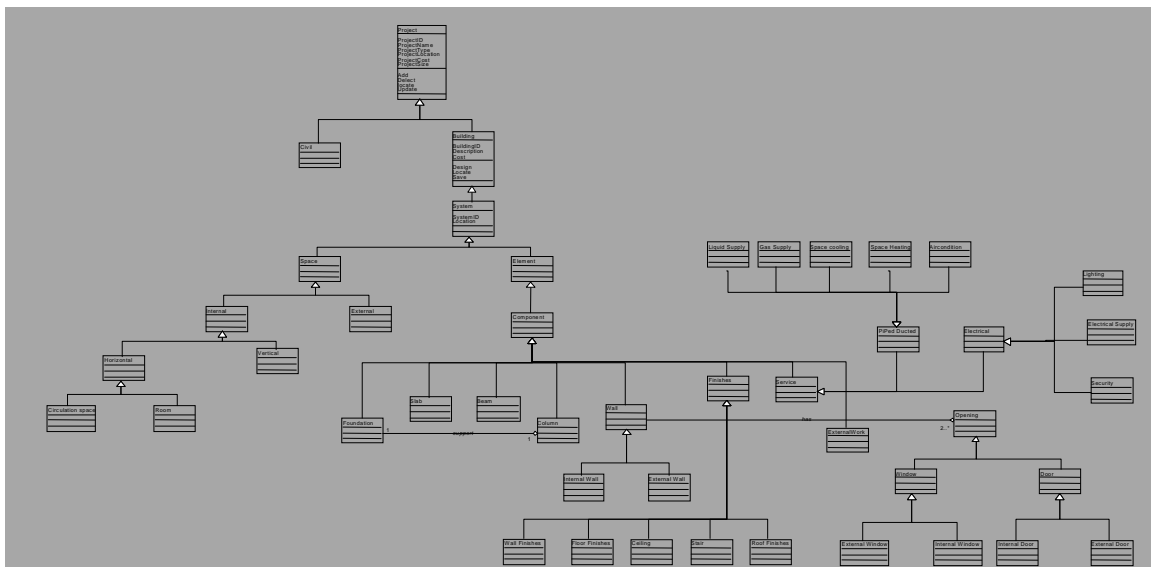 Project
ProjectID
ProjectName
ProjectType
ProjectLocation
ProjectCost
ProjectSize
Add
Delect
locate
Update
Civil
Building
BuildingID
Description
Cost
Design
Locate
Save
System
SystemID
Location
Liquid Supply
Gas Supply
Space cooling
Space Heating
Aircondition
Space
Element
Lighting
Internal
External
Component
PiPed Ducted
Electrical
Electrical Supply
Horizontal
Vertical
Finishes
Service
Security
Circulation space
Room
Slab
Beam
Wall
Opening
Foundation
1
support
1
Column
has
2..*
ExternalWork
Internal Wall
External Wall
Window
Door
Wall Finishes
Floor Finishes
Ceiling
Stair
Roof Finishes
External Window
Internal Window
Internal Door
External Door